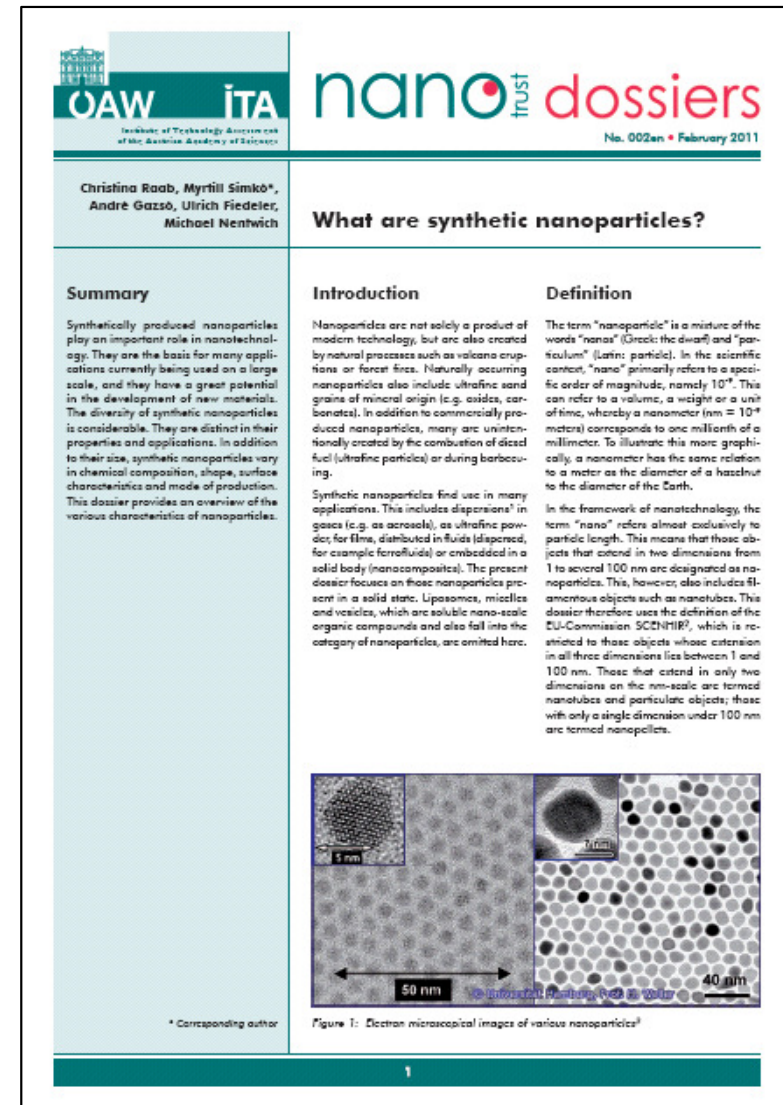 ÖAW ITA
Institute of Technology Assessment
of the Austrian Academy of Sciences
nano trust dossiers
No. 002en • February 2011
Christina Raab, Myrtill Simkó*,
André Gazsó, Ulrich Fiedeler,
Michael Nentwich
What are synthetic nanoparticles?
Summary
Synthetically produced nanoparticles
play an important role in nanotechnol-
ogy. They are the basis for many appli-
cations currently being used on a large
scale, and they have a great potential
in the development of new materials.
The diversity of synthetic nanoparticles
is considerable. They are distinct in their
properties and applications. In addition
to their size, synthetic nanoparticles vary
in chemical composition, shape, surface
characteristics and mode of production.
This dossier provides an overview of the
various characteristics of nanoparticles.
* Corresponding author
Introduction
Nanoparticles are not solely a product of
modern technology, but are also created
by natural processes such as volcano erup-
tions or forest fires. Naturally occurring
nanoparticles also include ultrafine sand
grains of mineral origin (e.g. oxides, car-
bonates). In addition to commercially pro-
duced nanoparticles, many are uninten-
tionally created by the combustion of diesel
fuel (ultrafine particles) or during barbecu-
ing.
Synthetic nanoparticles find use in many
applications. This includes dispersions¹ in
gases (e.g. as aerosols), as ultrafine pow-
der, for films, distributed in fluids (dispersed,
for example ferrofluids) or embedded in a
solid body (nanocomposites). The present
dossier focuses on those nanoparticles pre-
sent in a solid state. Liposomes, micelles
and vesicles, which are soluble nano-scale
organic compounds and also fall into the
category of nanoparticles, are omitted here.
Definition
The term "nanoparticle" is a mixture of the
words "nanos" (Greek: the dwarf) and "par-
ticulum" (Latin: particle). In the scientific
context, "nano" primarily refers to a speci-
fic order of magnitude, namely 10⁻⁹. This
can refer to a volume, a weight or a unit
of time, whereby a nanometer (nm = 10⁻⁹
meters) corresponds to one millionth of a
millimeter. To illustrate this more graphi-
cally, a nanometer has the same relation
to a meter as the diameter of a hazelnut
to the diameter of the Earth.
In the framework of nanotechnology, the
term "nano" refers almost exclusively to
particle length. This means that those ob-
jects that extend in two dimensions from
1 to several 100 nm are designated as na-
noparticles. This, however, also includes fil-
amentous objects such as nanotubes. This
dossier therefore uses the definition of the
EU-Commission SCENIHR², which is re-
stricted to those objects whose extension
in all three dimensions lies between 1 and
100 nm. Those that extend in only two
dimensions on the nm-scale are termed
nanotubes and particulate objects; those
with only a single dimension under 100 nm
are termed nanopellets.
5 nm
50 nm
40 nm
© Universität Hamburg, Prof. H. Weller
Figure 1: Electron microscopical images of various nanoparticles³
1